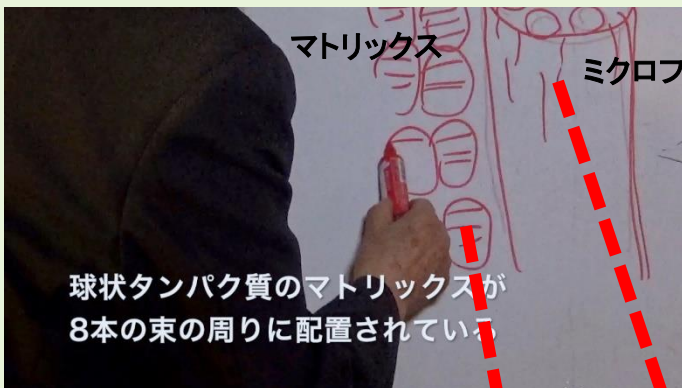 マトリックス
ミクロフ
球状タンパク質のマトリックスが
8本の束の周りに配置されている